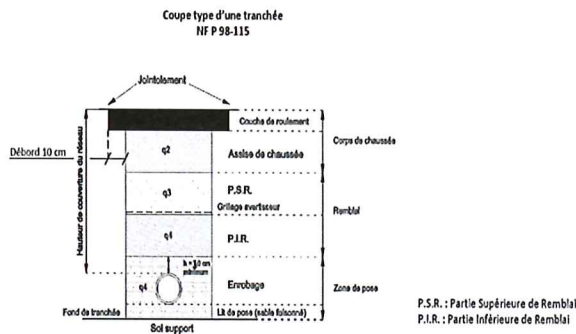 Coupe type d'une tranchée
NF P 98-115
Jointoiement
Couche de roulement
Corps de chaussée
Débord 10 cm
Hauteur de couverture du réseau
q2
Assise de chaussée
q3
P.S.R.
Grillage avertisseur
Remblai
q4
P.I.R.
h = 10 cm
minimum
q4
Enrobage
Zone de pose
Fond de tranchée
Lit de pose (sable foisonné)
Sol support
P.S.R. : Partie Supérieure de Remblai
P.I.R. : Partie Inférieure de Remblai